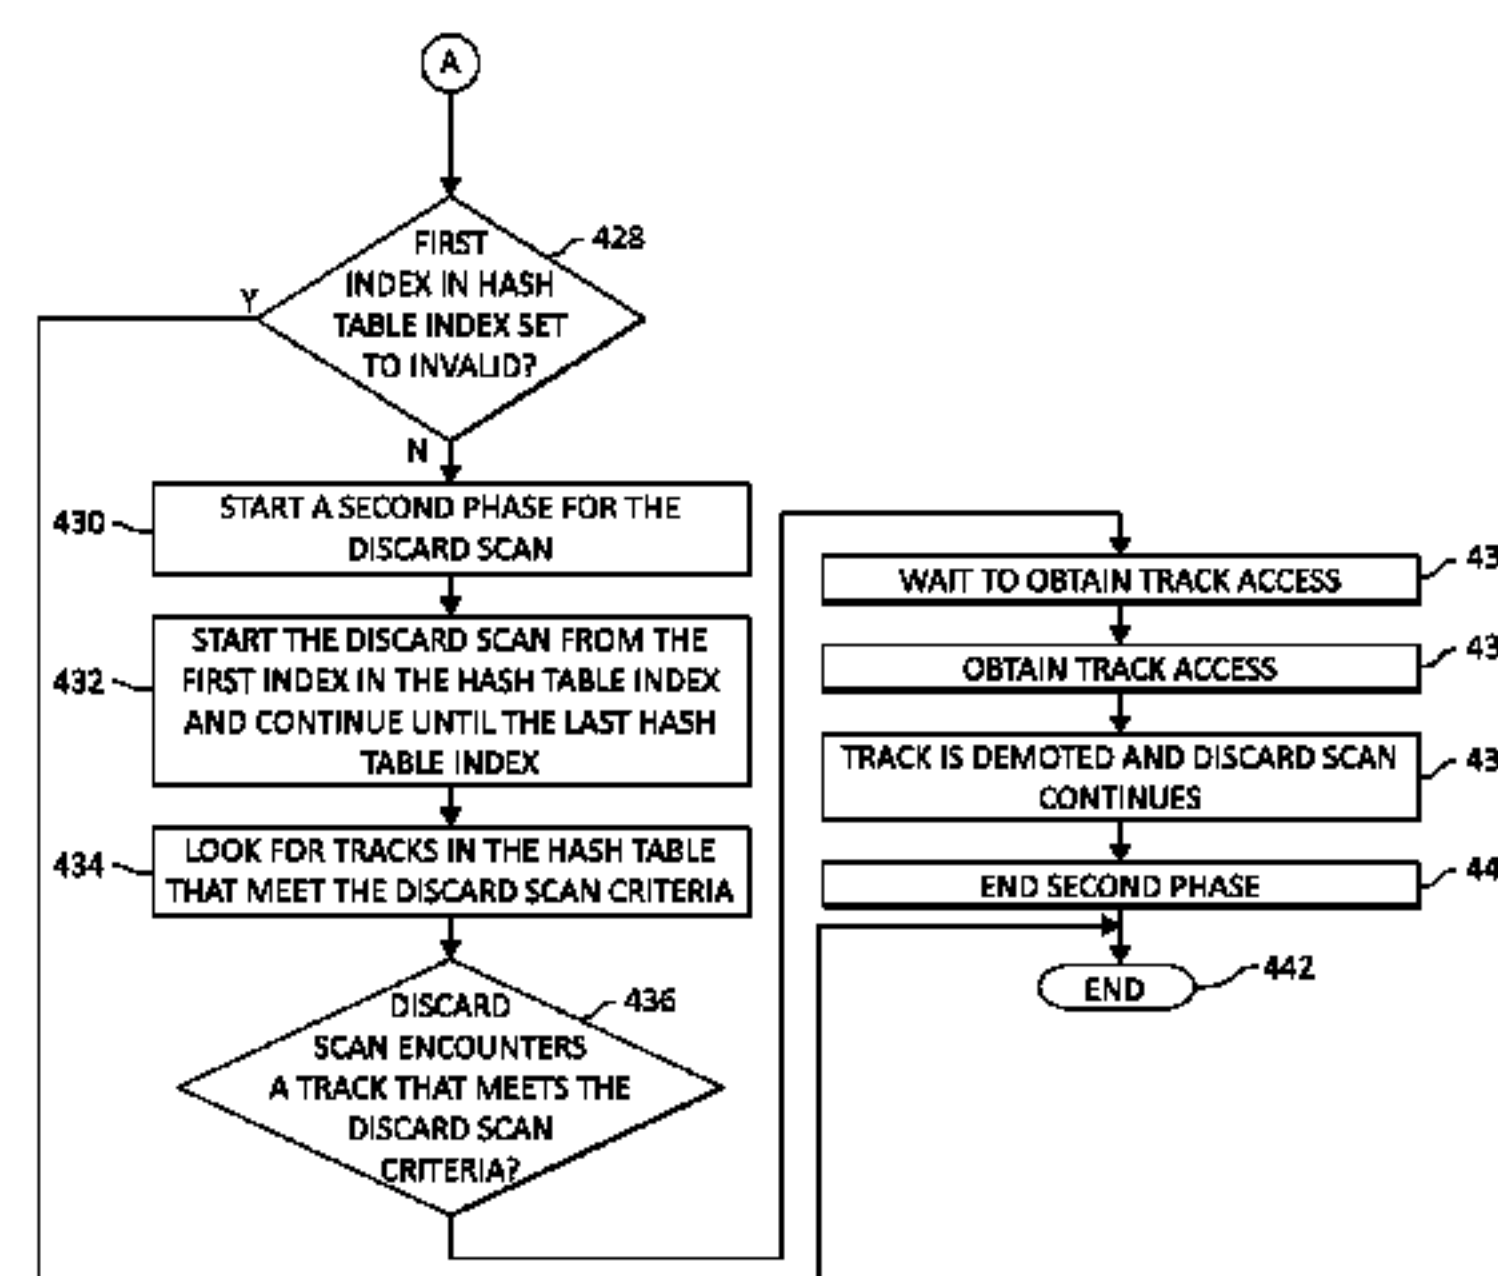 A
FIRST
INDEX IN HASH
TABLE INDEX SET
TO INVALID?
428
Y
N
430
START A SECOND PHASE FOR THE
DISCARD SCAN
432
START THE DISCARD SCAN FROM THE
FIRST INDEX IN THE HASH TABLE INDEX
AND CONTINUE UNTIL THE LAST HASH
TABLE INDEX
434
LOOK FOR TRACKS IN THE HASH TABLE
THAT MEET THE DISCARD SCAN CRITERIA
DISCARD
SCAN ENCOUNTERS
A TRACK THAT MEETS THE
DISCARD SCAN
CRITERIA?
436
WAIT TO OBTAIN TRACK ACCESS
43
OBTAIN TRACK ACCESS
43
TRACK IS DEMOTED AND DISCARD SCAN
CONTINUES
43
END SECOND PHASE
44
END
442